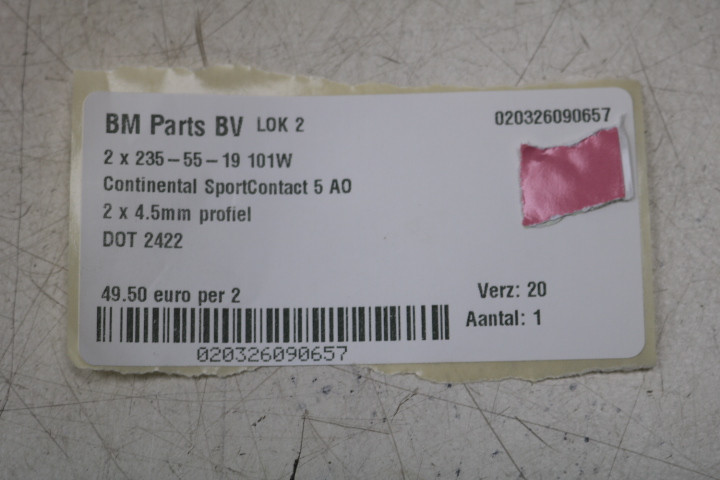 BM Parts BV LOK 2
020326090657
2 x 235-55-19 101W
Continental SportContact 5 AO
2 x 4.5mm profiel
DOT 2422
49.50 euro per 2
Verz: 20
Aantal: 1
020326090657